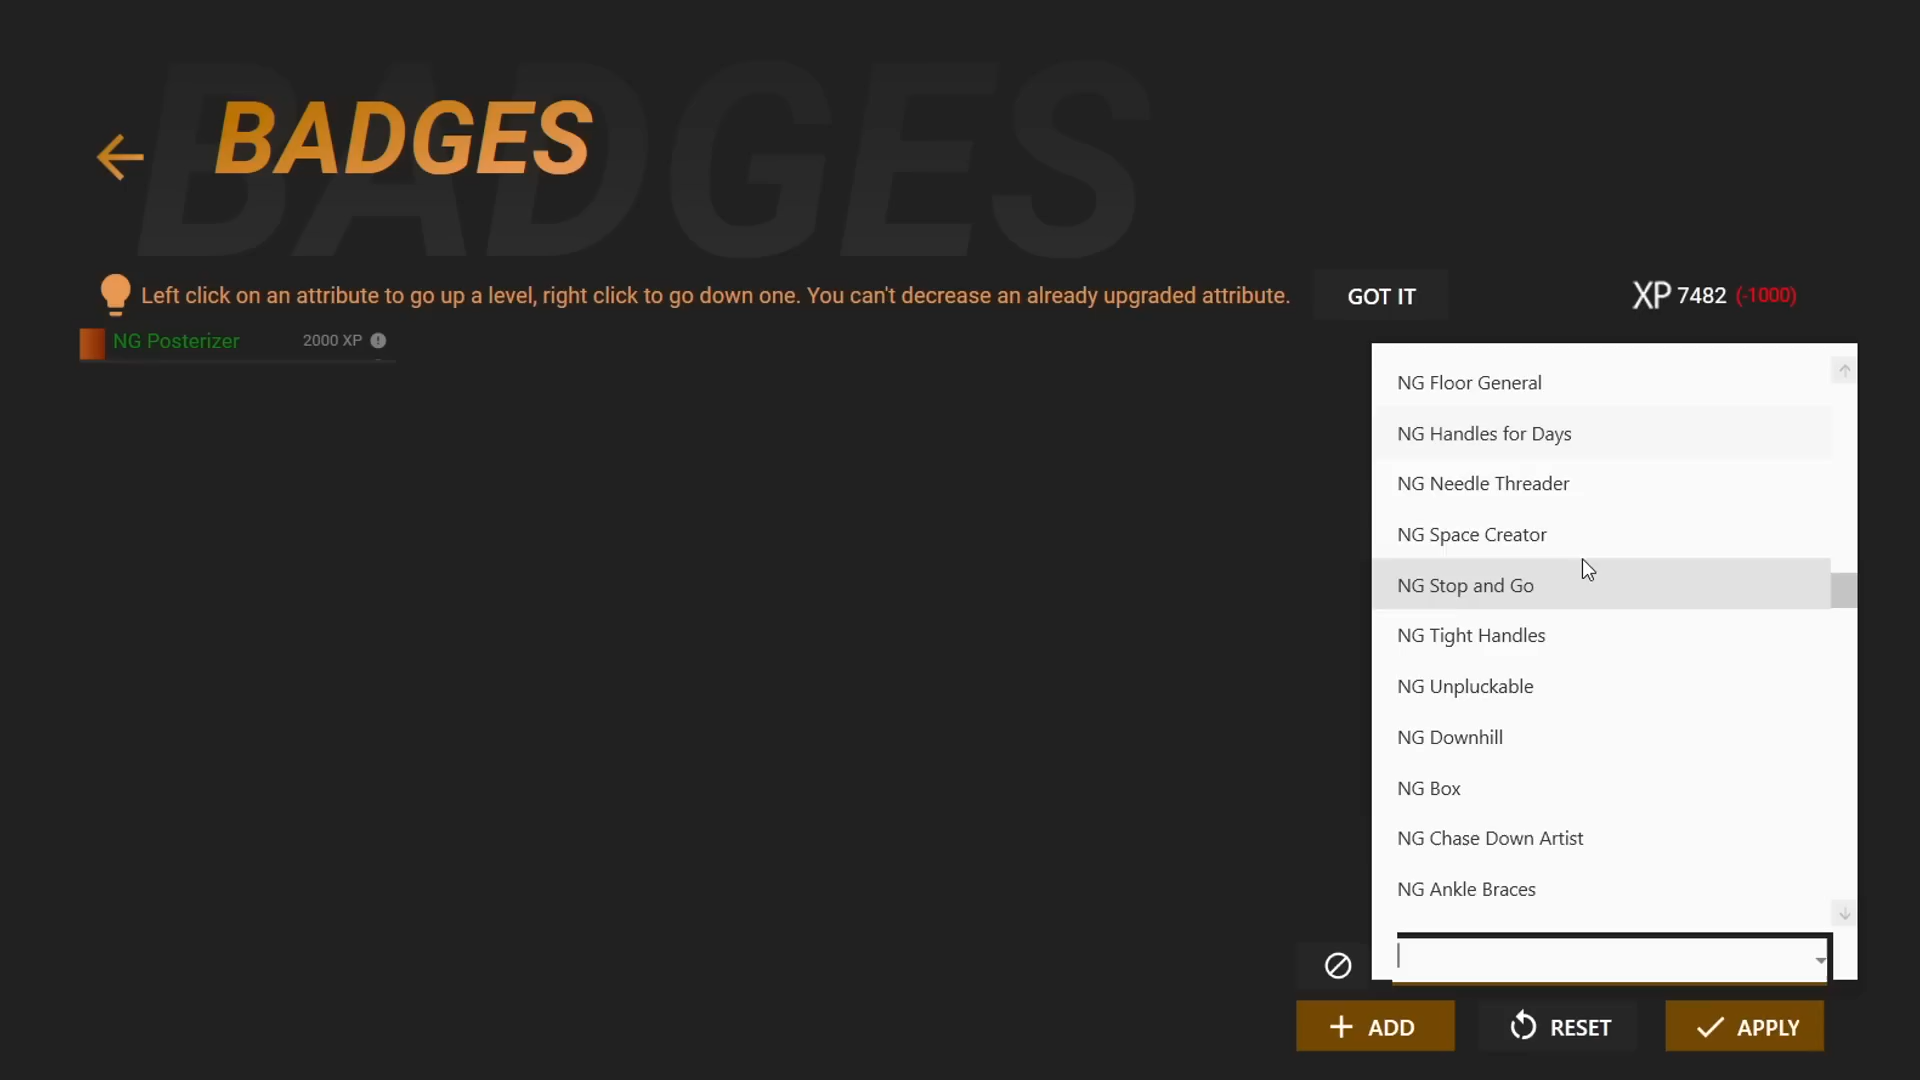 BADGES
BADGES
Left click on an attribute to go up a level, right click to go down one. You can't decrease an already upgraded attribute.
GOT IT
XP 7482 (-1000)
NG Posterizer 2000 XP
NG Floor General
NG Handles for Days
NG Needle Threader
NG Space Creator
NG Stop and Go
NG Tight Handles
NG Unpluckable
NG Downhill
NG Box
NG Chase Down Artist
NG Ankle Braces
ADD
RESET
APPLY